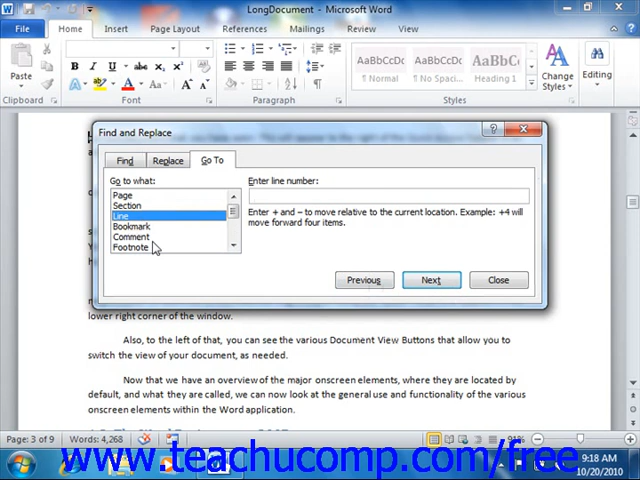 LongDocument - Microsoft Word
File Home Insert Page Layout References Mailings Review View
Paste
Change Styles
Editing
AaBbCcDc AaBbCcDc AaBbC
¶ Normal ¶ No Spaci... Heading 1
Clipboard Font Paragraph Styles
Find and Replace
Find Replace Go To
Go to what:
Page
Section
Line
Bookmark
Comment
Footnote
Enter line number:
Enter + and – to move relative to the current location. Example: +4 will
move forward four items.
Previous Next Close
lower right corner of the window.
Also, to the left of that, you can see the various Document View Buttons that allow you to
switch the view of your document, as needed.
Now that we have an overview of the major onscreen elements, where they are located by
default, and what they are called, we can now look at the general use and functionality of the various
onscreen elements within the Word application.
Page: 3 of 9 Words: 4,268 91%
www.teachucomp.com/free
9:18 AM
10/20/2010